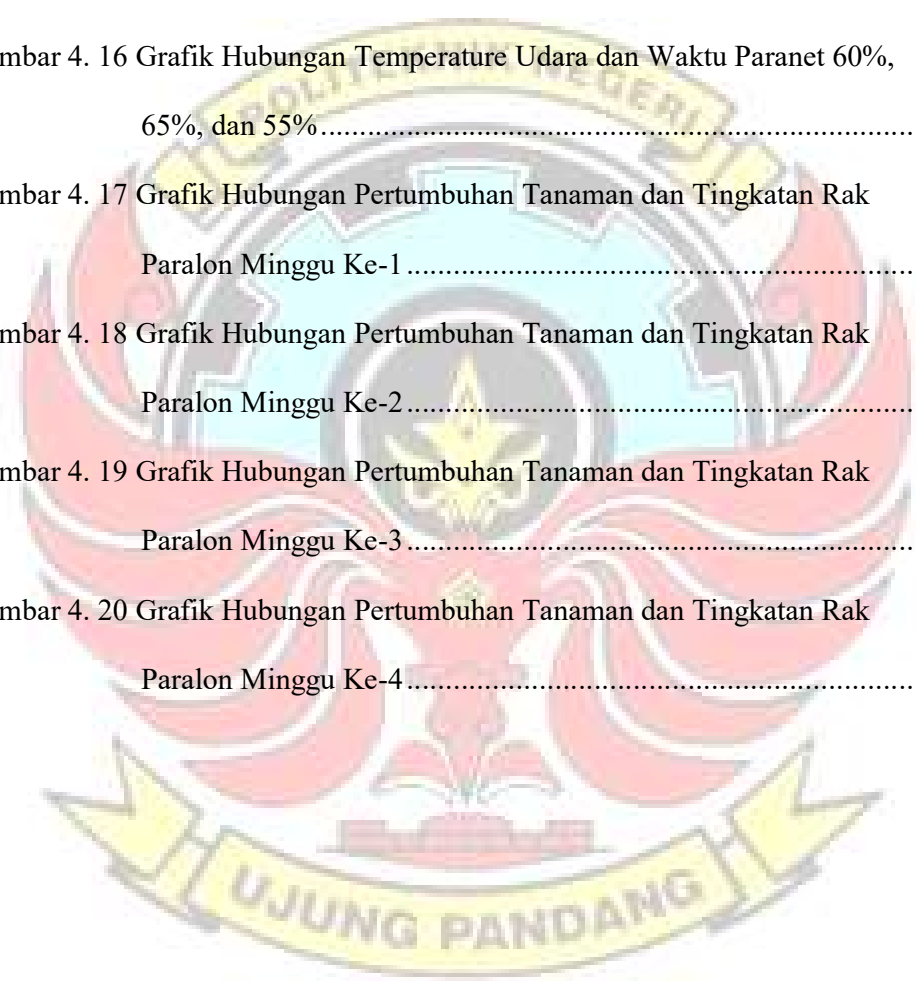 mbar 4. 16 Grafik Hubungan Temperature Udara dan Waktu Paranet 60%,
65%, dan 55%........................................................................
mbar 4. 17 Grafik Hubungan Pertumbuhan Tanaman dan Tingkatan Rak
Paralon Minggu Ke-1........................................................................
mbar 4. 18 Grafik Hubungan Pertumbuhan Tanaman dan Tingkatan Rak
Paralon Minggu Ke-2........................................................................
mbar 4. 19 Grafik Hubungan Pertumbuhan Tanaman dan Tingkatan Rak
Paralon Minggu Ke-3........................................................................
mbar 4. 20 Grafik Hubungan Pertumbuhan Tanaman dan Tingkatan Rak
Paralon Minggu Ke-4........................................................................
POLITEKNIK NEGERI
UJUNG PANDANG